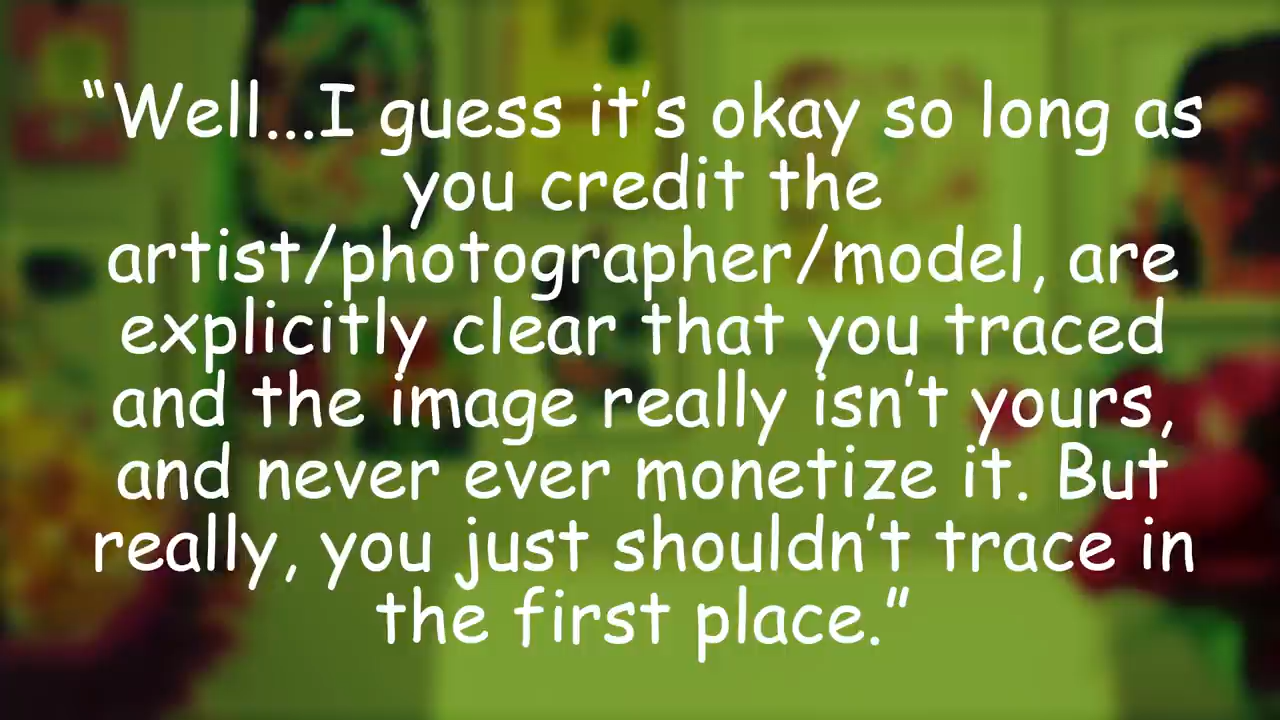 “Well...I guess it’s okay so long as
you credit the
artist/photographer/model, are
explicitly clear that you traced
and the image really isn’t yours,
and never ever monetize it. But
really, you just shouldn’t trace in
the first place.”